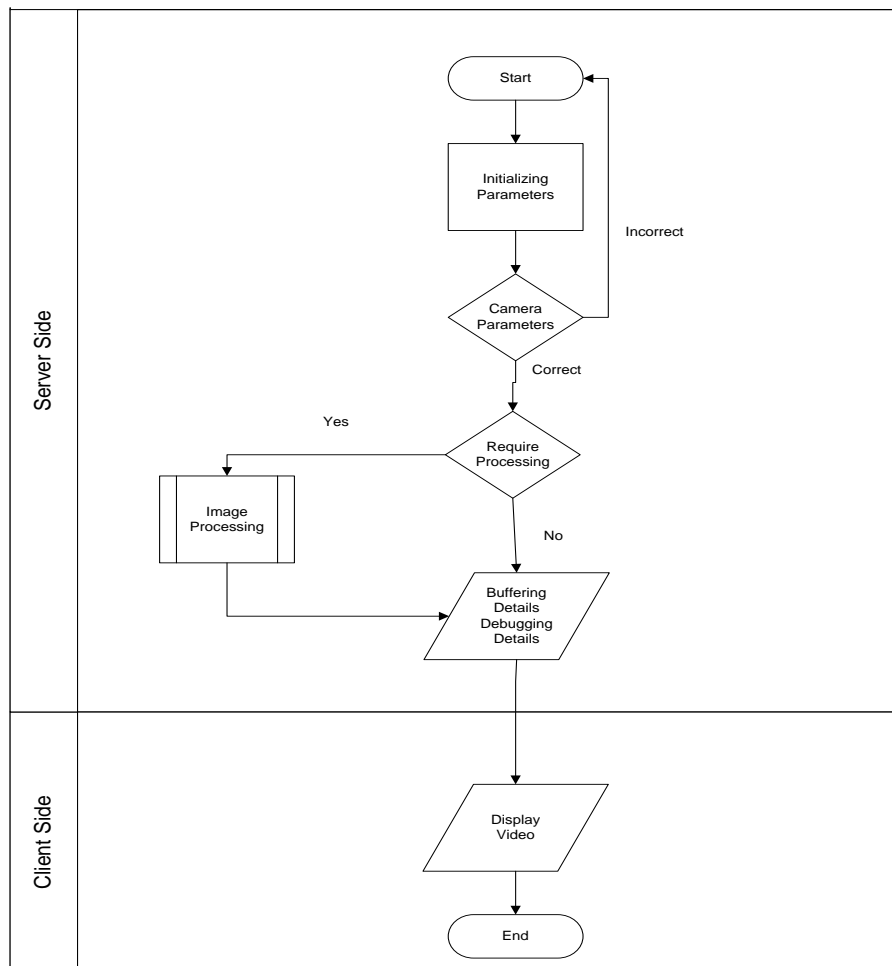 Server Side
Start
Initializing
Parameters
Incorrect
Camera
Parameters
Correct
Yes
Require
Processing
Image
Processing
No
Buffering
Details
Debugging
Details
Client Side
Display
Video
End